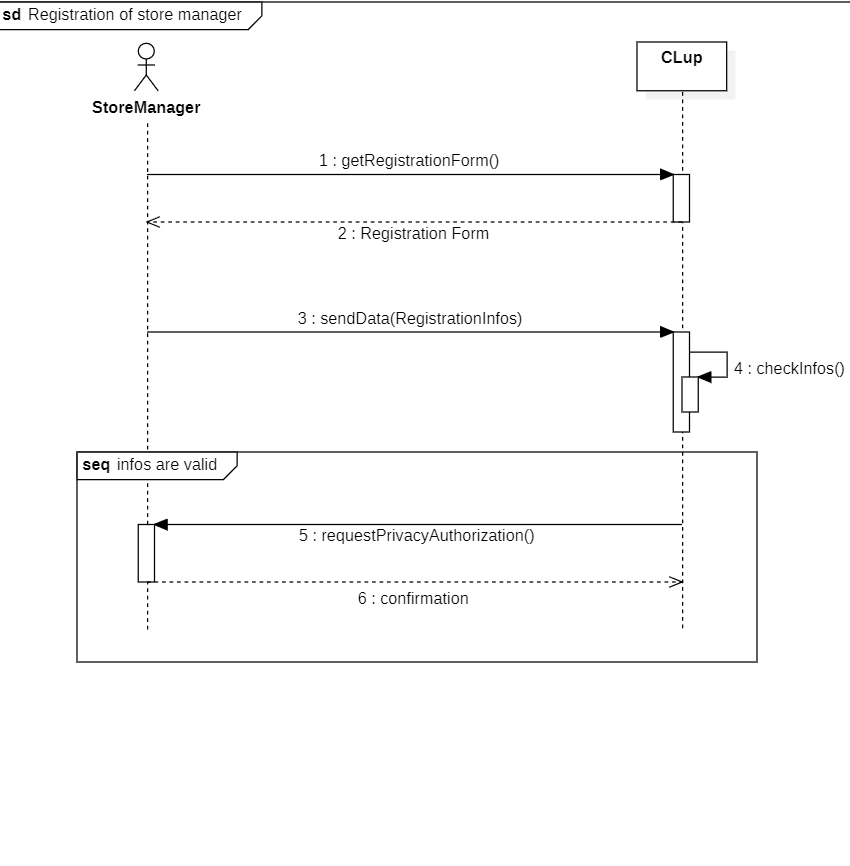 sd Registration of store manager
StoreManager
CLup
1 : getRegistrationForm()
2 : Registration Form
3 : sendData(RegistrationInfos)
4 : checkInfos()
seq infos are valid
5 : requestPrivacyAuthorization()
6 : confirmation